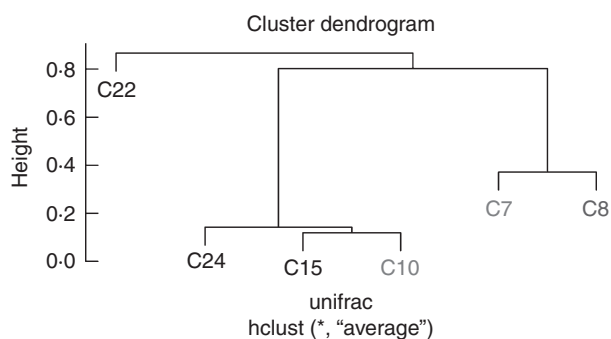 Cluster dendrogram
Height
0·8
0·6
0·4
0·2
0·0
C22
C7
C8
C24
C15
C10
unifrac
hclust (*, “average”)